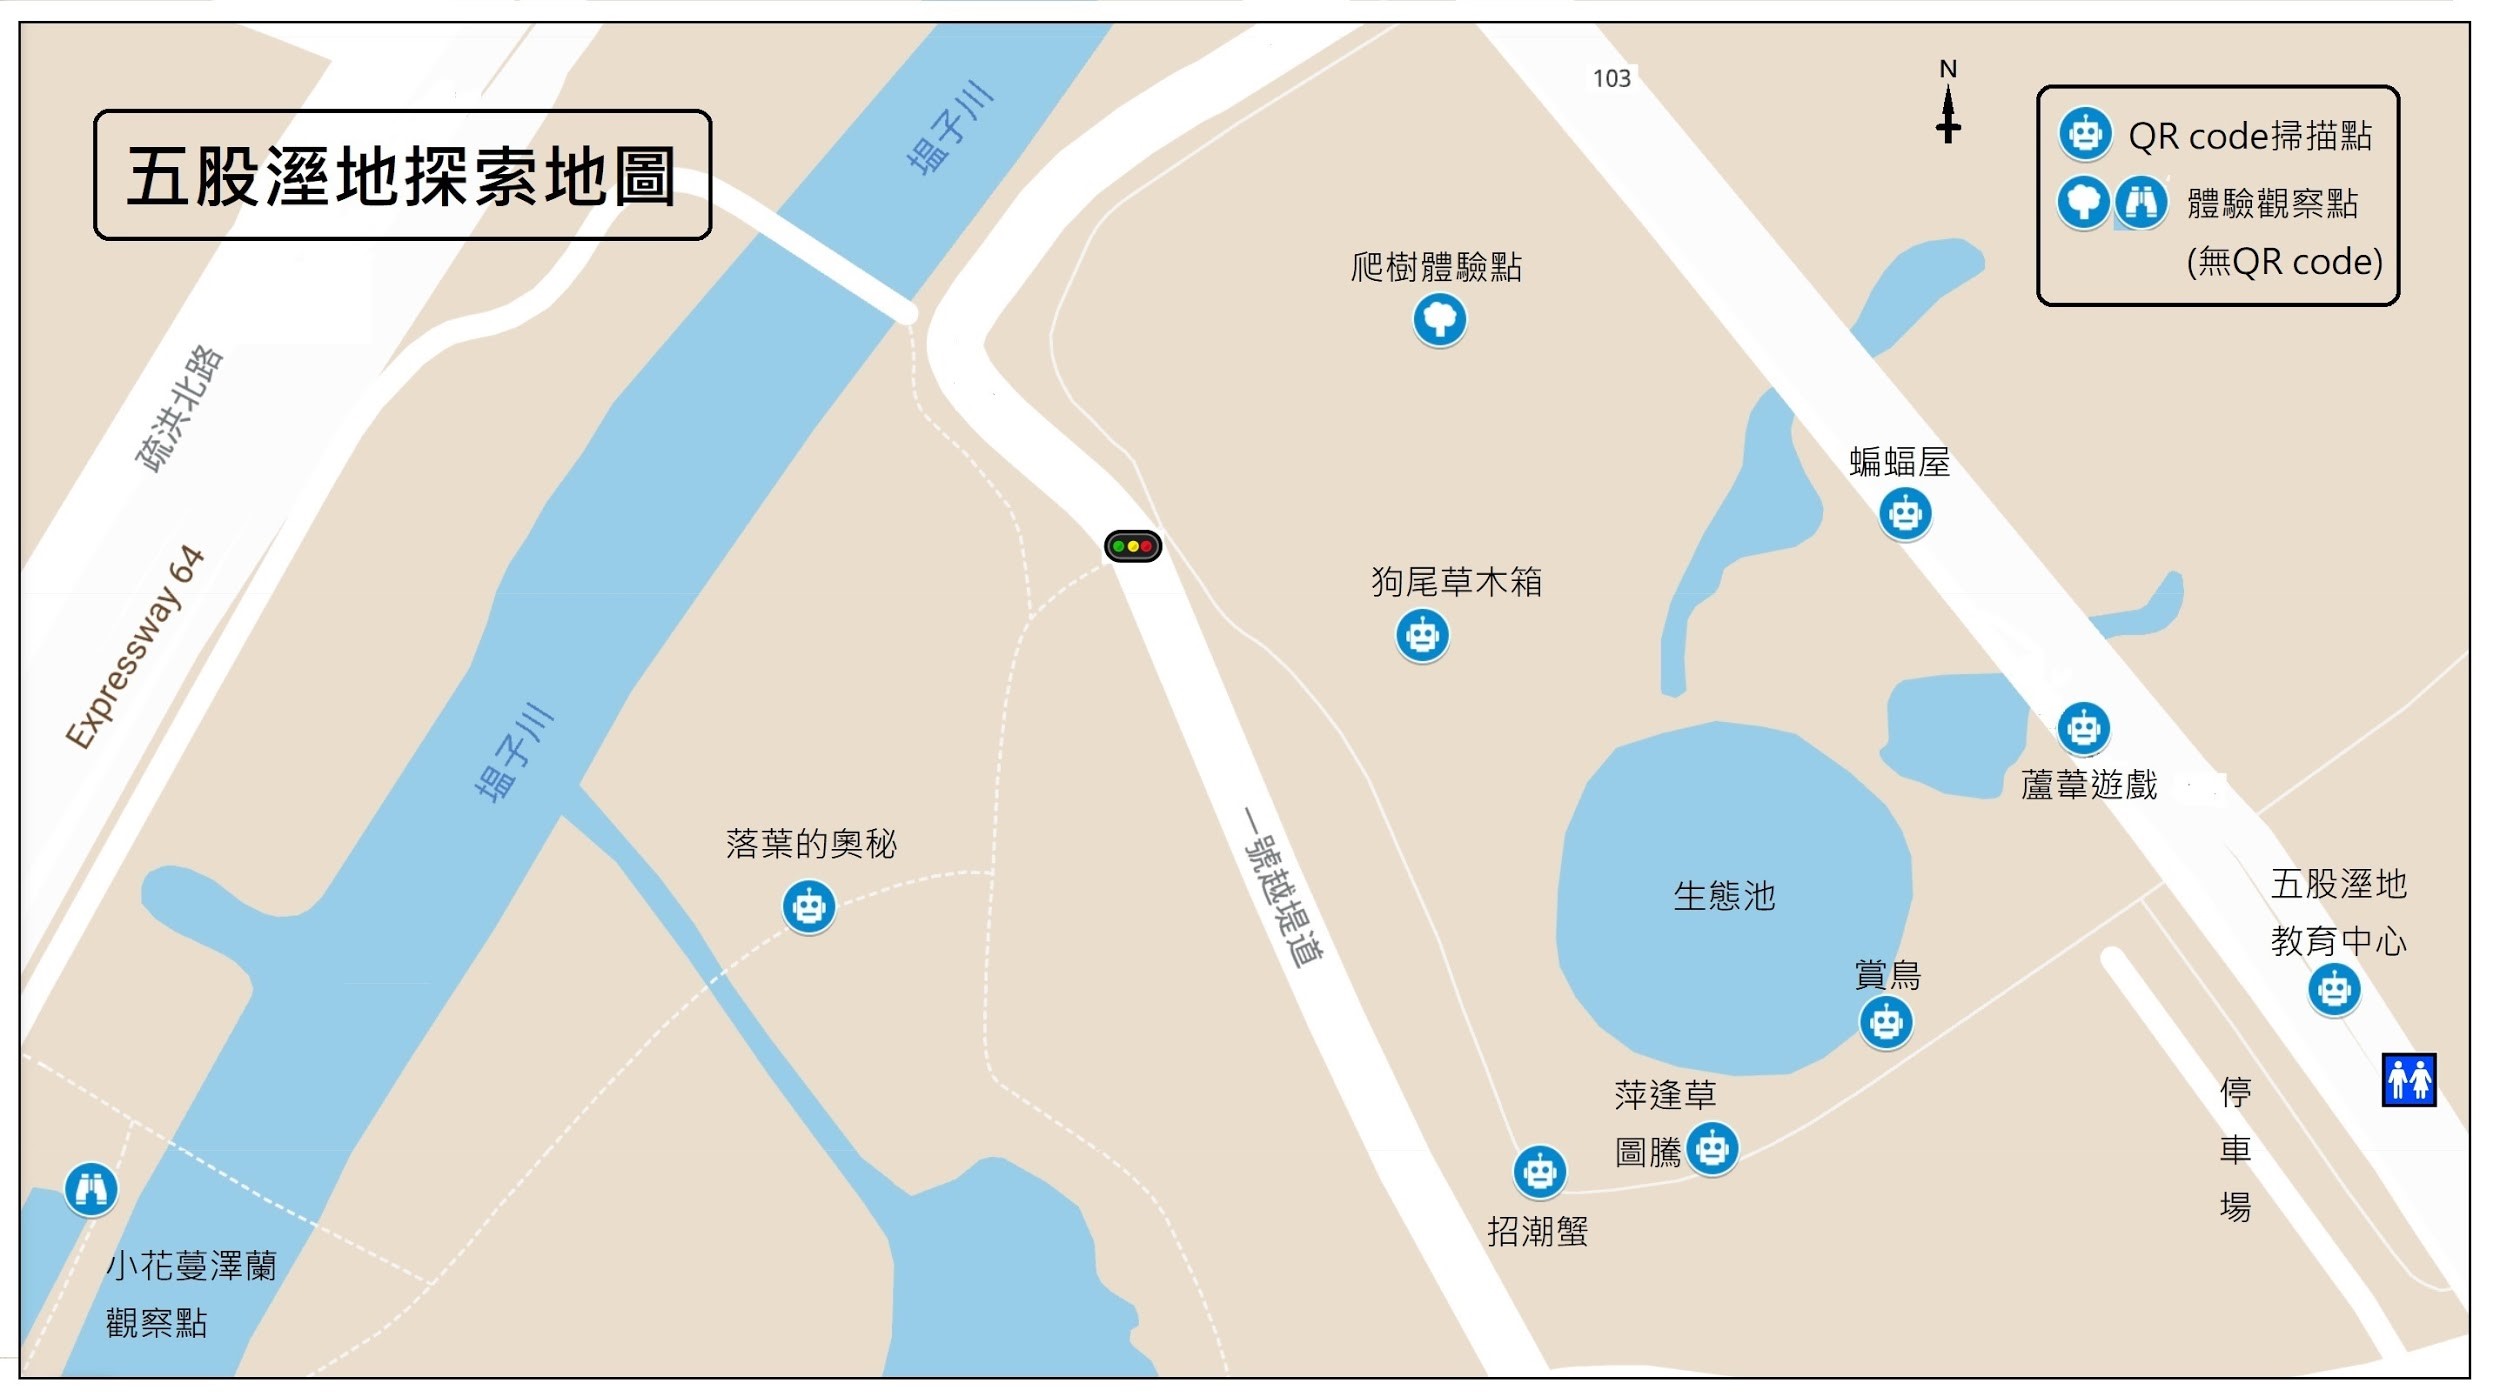 五股溼地探索地圖
塭子川
103
N
QR code掃描點
體驗觀察點
(無QR code)
爬樹體驗點
疏洪北路
蝙蝠屋
Expressway 64
狗尾草木箱
塭子川
蘆葦遊戲
落葉的奧秘
一號越堤道
生態池
五股溼地
教育中心
賞鳥
萍逢草
圖騰
停
車
場
招潮蟹
小花蔓澤蘭
觀察點